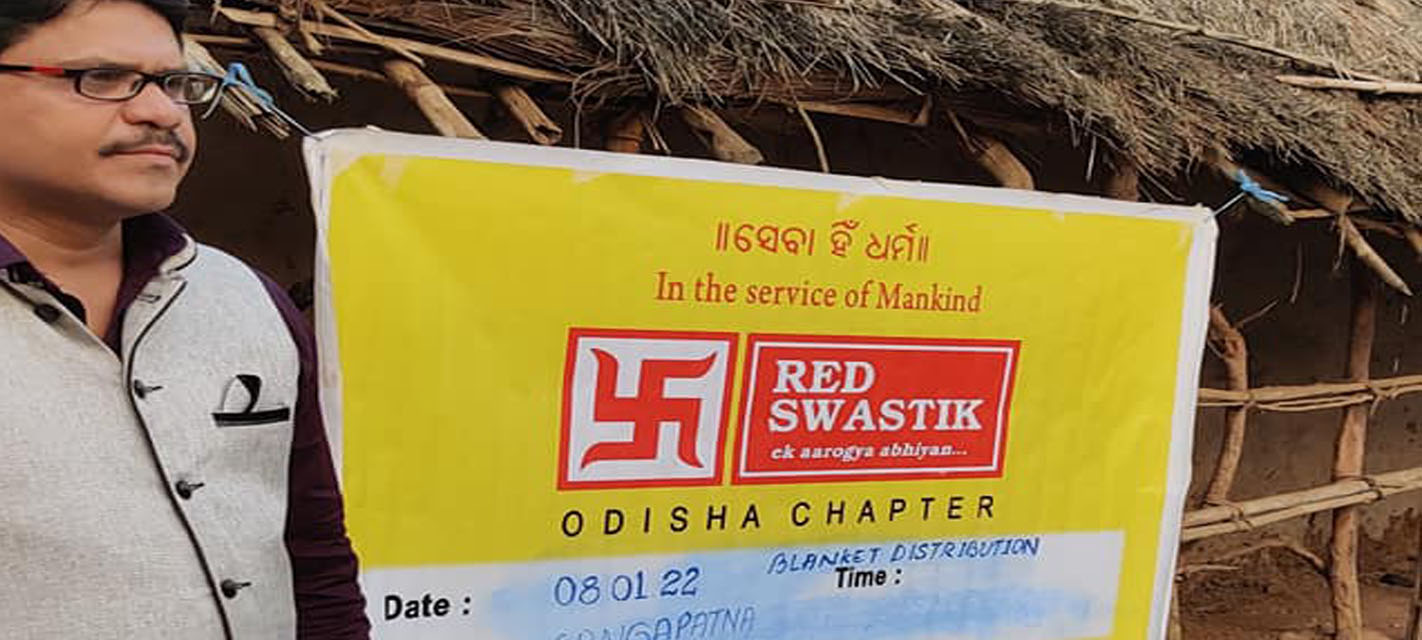 ॥ସେବା ହିଁ ଧର୍ମ॥
In the service of Mankind
RED
SWASTIK
ek aarogya abhiyan...
ODISHA CHAPTER
BLANKET DISTRIBUTION
Date : 08 01 22 Time :